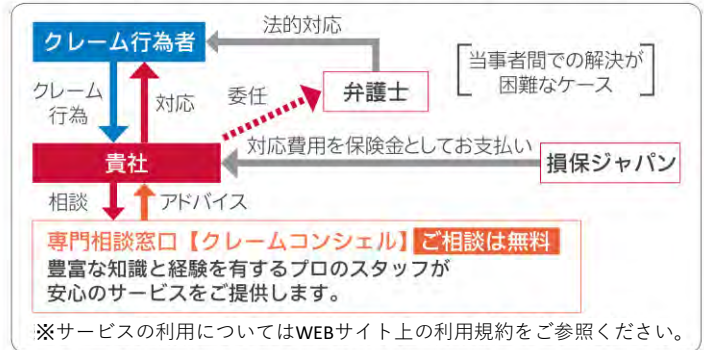 法的対応
クレーム行為者
当事者間での解決が
困難なケース
クレーム
行為
対応
委任
弁護士
対応費用を保険金としてお支払い
貴社
損保ジャパン
相談
アドバイス
専門相談窓口【クレームコンシェル】 ご相談は無料
豊富な知識と経験を有するプロのスタッフが
安心のサービスをご提供します。
※サービスの利用についてはWEBサイト上の利用規約をご参照ください。